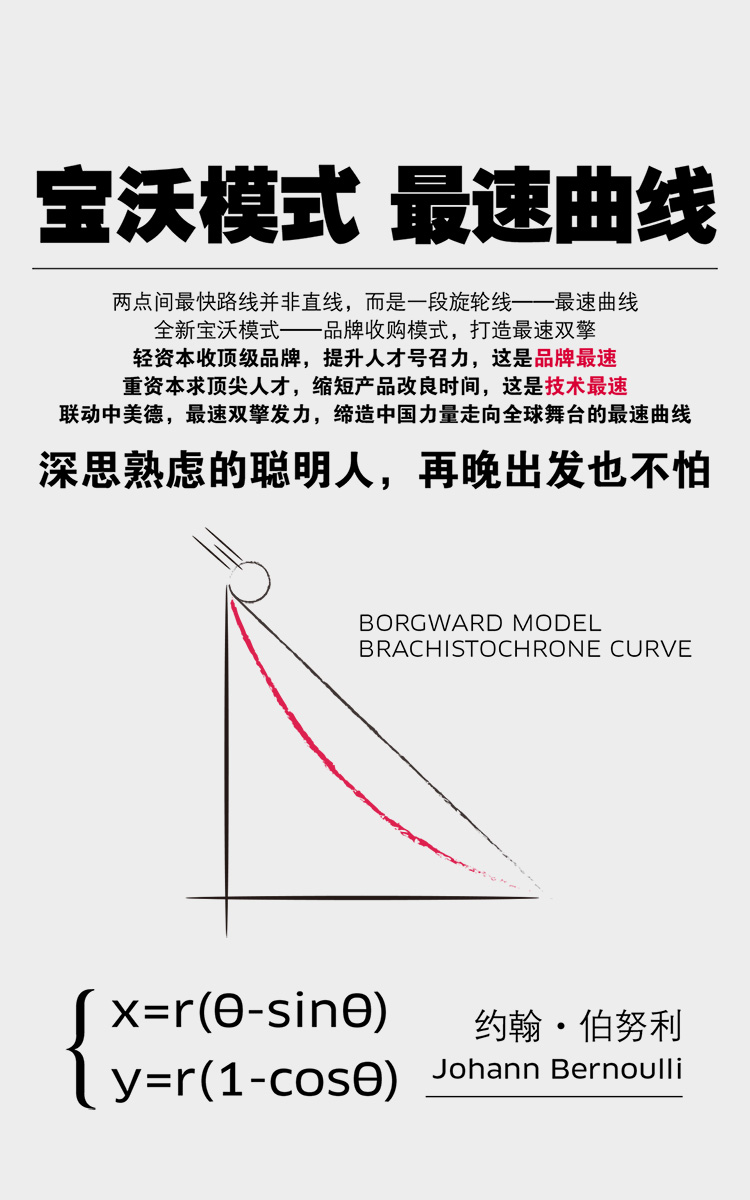 宝沃模式 最速曲线
两点间最快路线并非直线，而是一段旋轮线——最速曲线
全新宝沃模式——品牌收购模式，打造最速双擎
轻资本收顶级品牌，提升人才号召力，这是品牌最速
重资本求顶尖人才，缩短产品改良时间，这是技术最速
联动中美德，最速双擎发力，缔造中国力量走向全球舞台的最速曲线
深思熟虑的聪明人，再晚出发也不怕
BORGWARD MODEL
BRACHISTOCHRONE CURVE
x=r(θ-sinθ)
y=r(1-cosθ)
约翰·伯努利
Johann Bernoulli